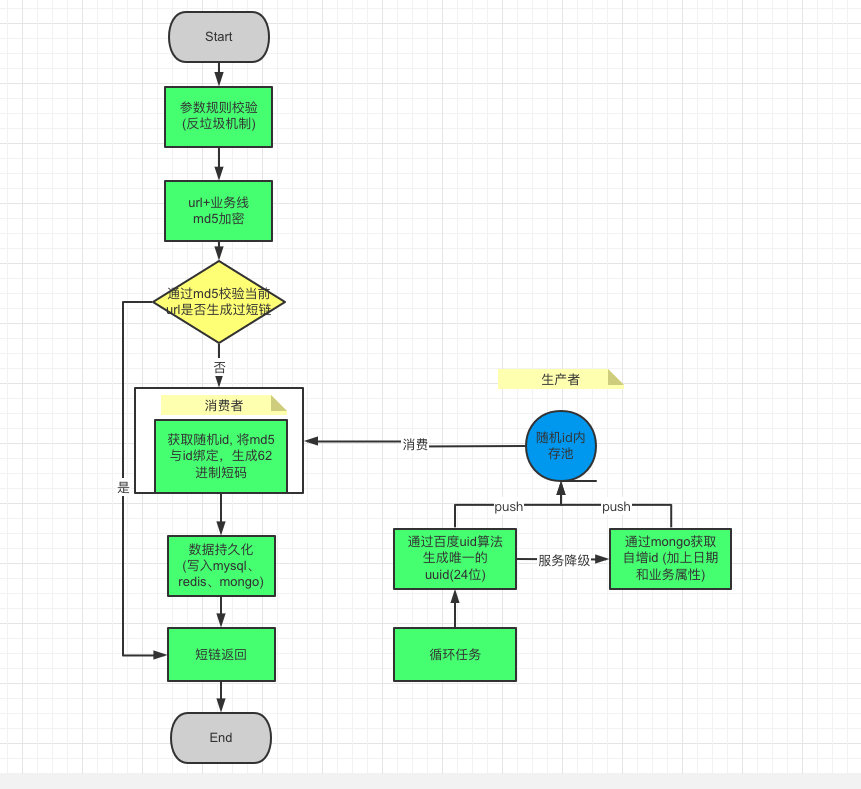 Start
参数规则校验
(反垃圾机制)
url+业务线
md5加密
通过md5校验当前
url是否生成过短链
否
是
消费者
获取随机id, 将md5
与id绑定，生成62
进制短码
数据持久化
(写入mysql、
redis、mongo)
短链返回
End
生产者
随机id内
存池
消费
push
push
通过百度uid算法
生成唯一的
uuid(24位)
服务降级
通过mongo获取
自增id (加上日期
和业务属性)
循环任务